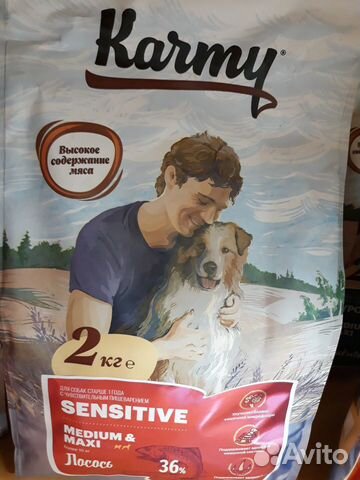 Karmy
Высокое
содержание
мяса
2 кг e
ДЛЯ СОБАК СТАРШЕ 1 ГОДА
С ЧУВСТВИТЕЛЬНЫМ ПИЩЕВАРЕНИЕМ
SENSITIVE
MEDIUM &
MAXI
Лосось
36%
Avito